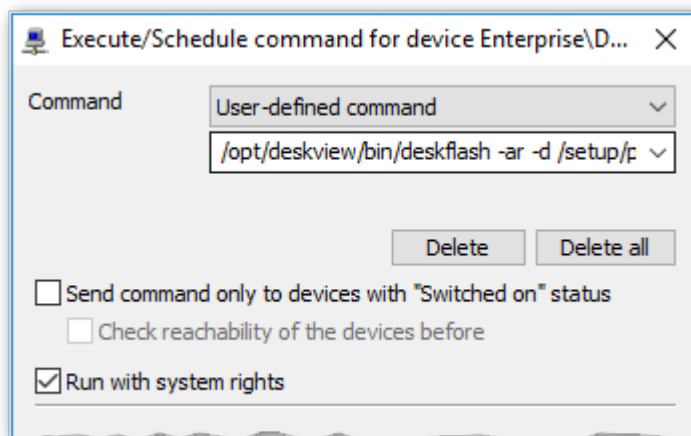 Execute/Schedule command for device Enterprise\D...
Command
User-defined command
/opt/deskview/bin/deskflash -ar -d /setup/p
Delete
Delete all
Send command only to devices with "Switched on" status
Check reachability of the devices before
Run with system rights